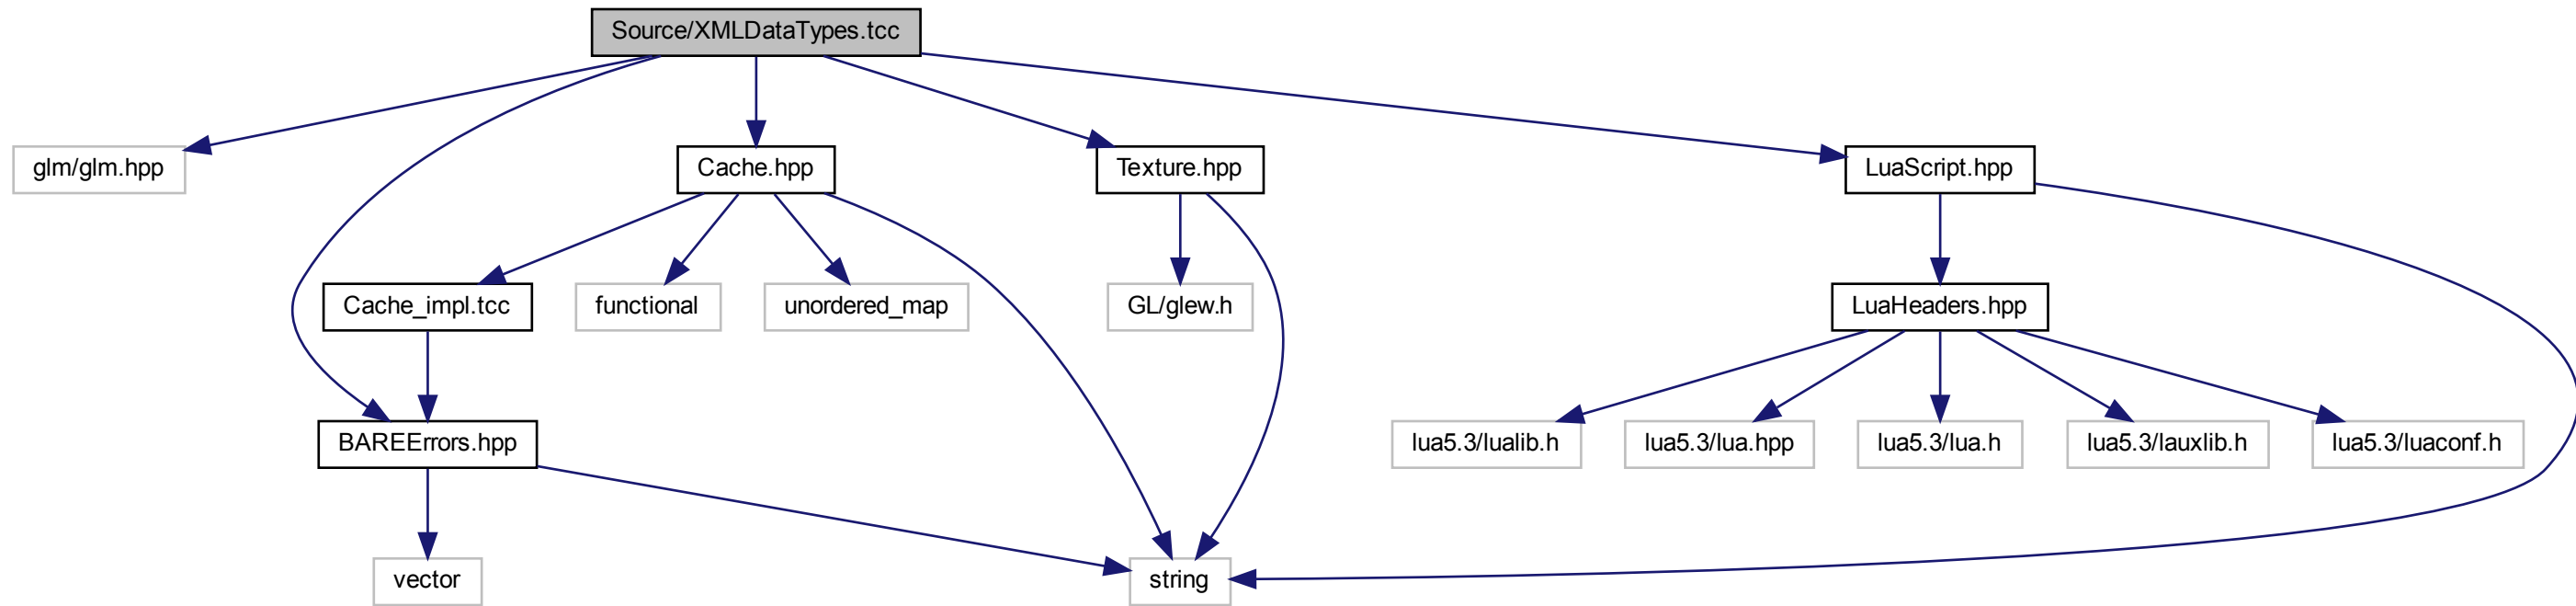 Source/XMLDataTypes.tcc
glm/glm.hpp
Cache.hpp
Texture.hpp
LuaScript.hpp
Cache_impl.tcc
functional
unordered_map
GL/glew.h
LuaHeaders.hpp
BAREErrors.hpp
lua5.3/lualib.h
lua5.3/lua.hpp
lua5.3/lua.h
lua5.3/lauxlib.h
lua5.3/luaconf.h
vector
string